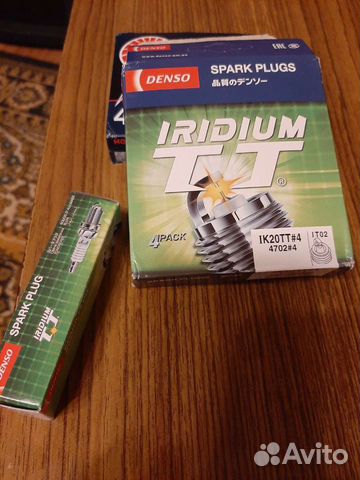 DENSO
DENSO
SPARK PLUGS
品質のデンソー
IRIDIUM
TT®
4PACK
IK20TT#4
4702#4
IT02
SPARK PLUG
IRIDIUM
TT
DENSO
Avito